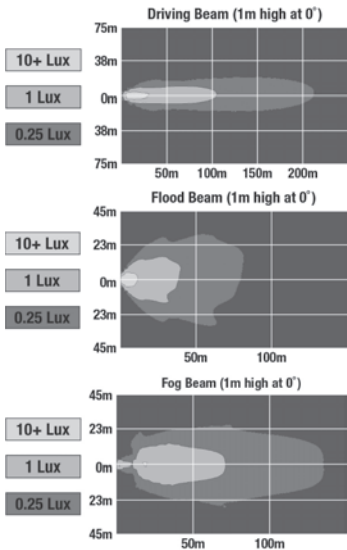 Driving Beam (1m high at 0˚)
75m
38m
0m
38m
75m
10+ Lux
1 Lux
0.25 Lux
50m 100m 150m 200m
Flood Beam (1m high at 0˚)
45m
23m
0m
23m
45m
10+ Lux
1 Lux
0.25 Lux
50m 100m
Fog Beam (1m high at 0˚)
45m
23m
0m
23m
45m
10+ Lux
1 Lux
0.25 Lux
50m 100m